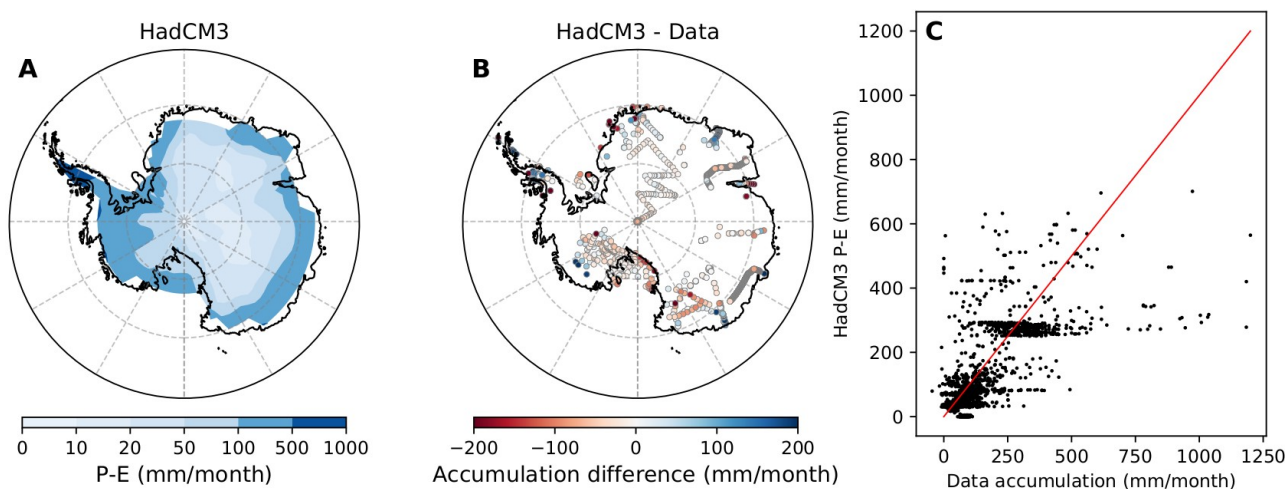 HadCM3
A
0 10 20 50 100 500 1000
P-E (mm/month)
HadCM3 - Data
B
−200 −100 0 100 200
Accumulation difference (mm/month)
C
1200
1000
800
600
400
200
0
HadCM3 P-E (mm/month)
0 250 500 750 1000 1250
Data accumulation (mm/month)